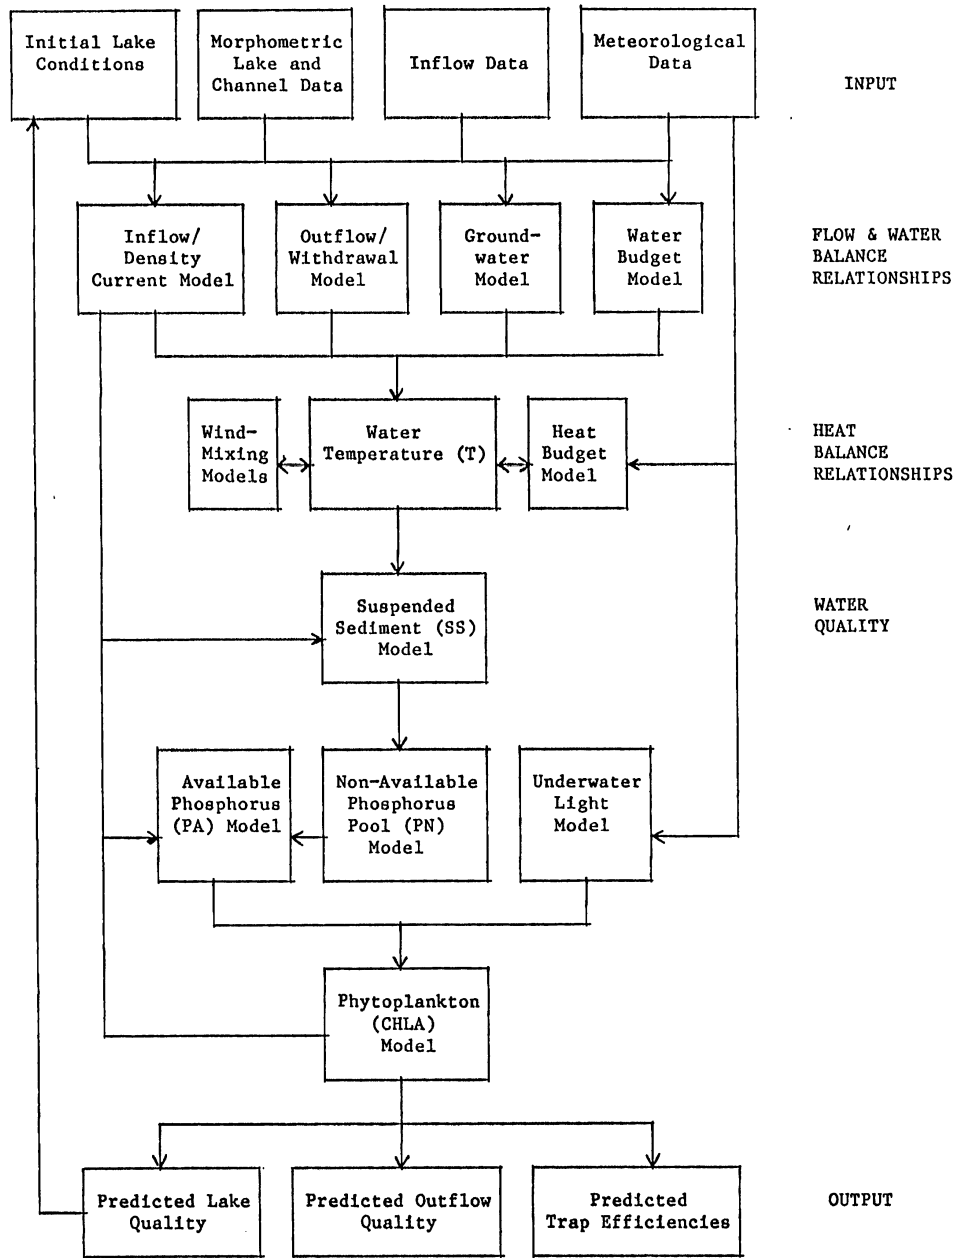 Initial Lake
Conditions
Morphometric
Lake and
Channel Data
Inflow Data
Meteorological
Data
INPUT
Inflow/
Density
Current Model
Outflow/
Withdrawal
Model
Ground-
water
Model
Water
Budget
Model
FLOW & WATER
BALANCE
RELATIONSHIPS
Wind-
Mixing
Models
Water
Temperature (T)
Heat
Budget
Model
HEAT
BALANCE
RELATIONSHIPS
Suspended
Sediment (SS)
Model
WATER
QUALITY
Available
Phosphorus
(PA) Model
Non-Available
Phosphorus
Pool (PN)
Model
Underwater
Light
Model
Phytoplankton
(CHLA)
Model
Predicted Lake
Quality
Predicted Outflow
Quality
Predicted
Trap Efficiencies
OUTPUT